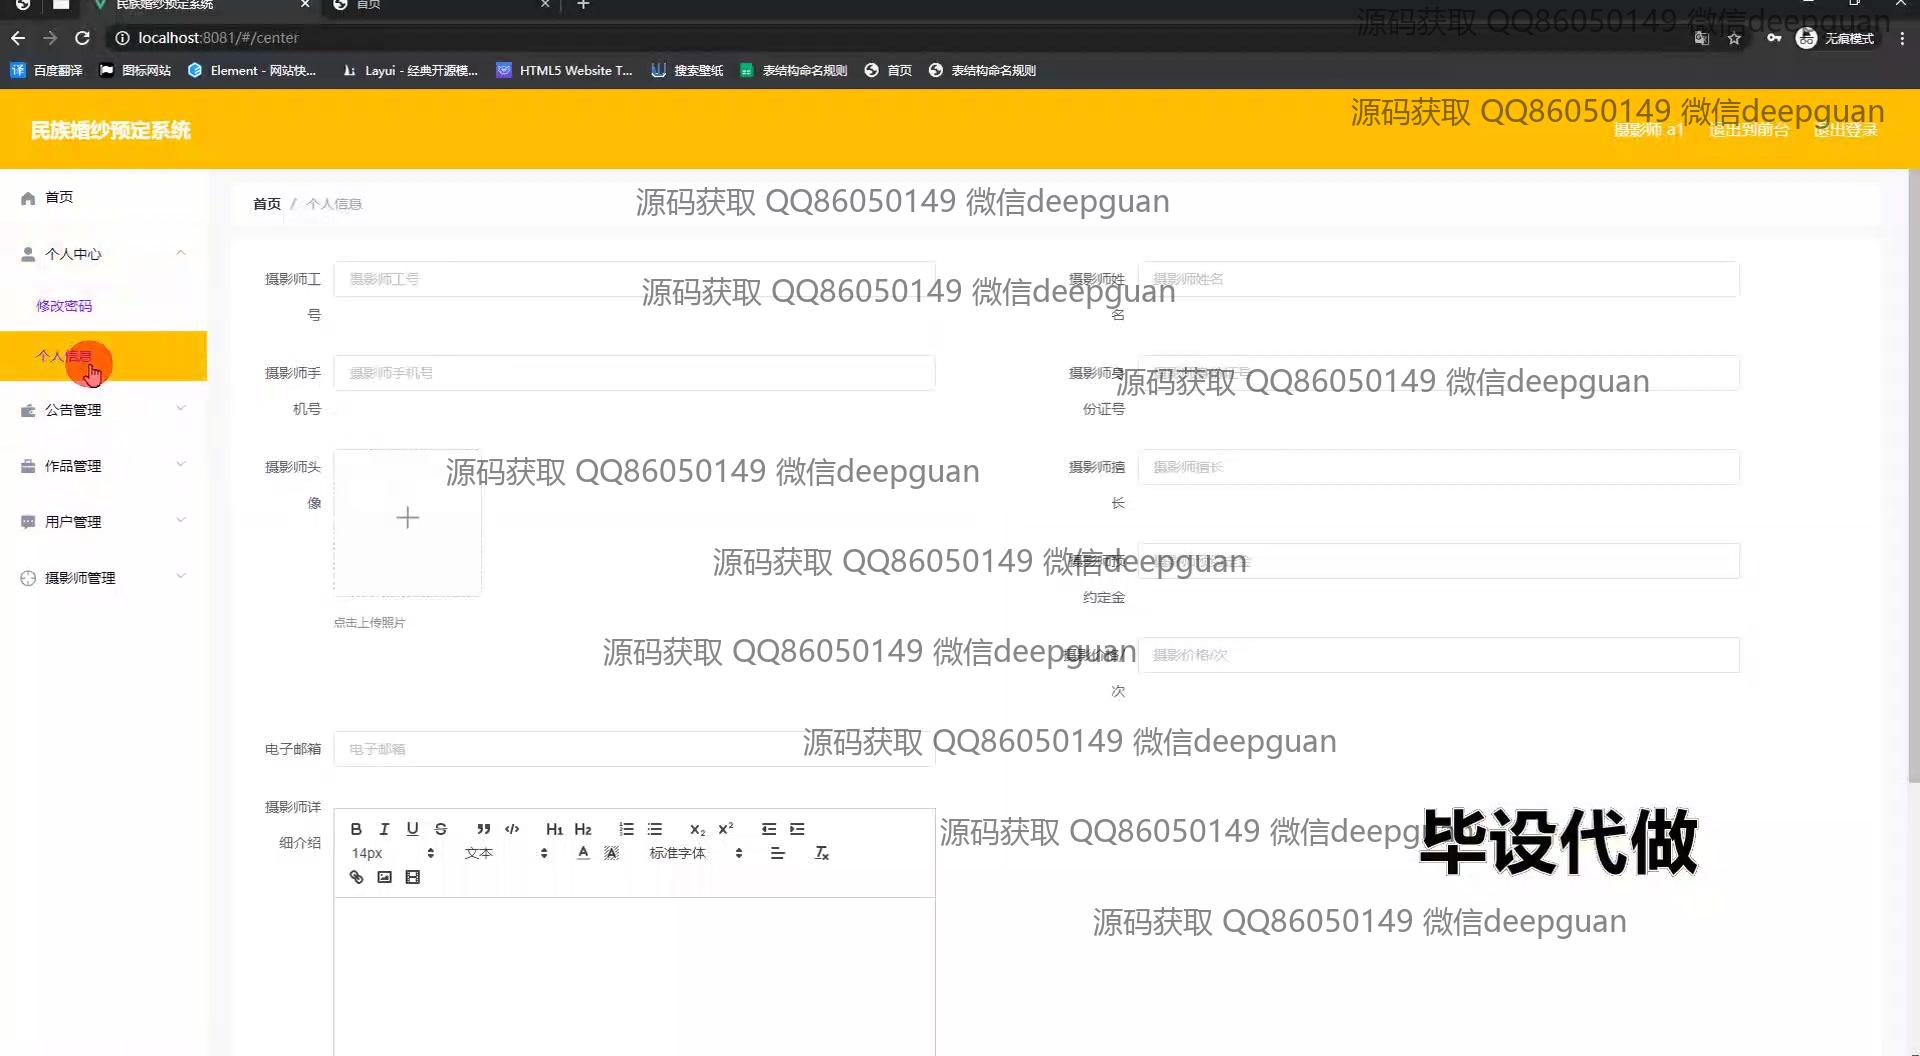 民族婚纱预定系统
首页
localhost:8081/#/center
无痕模式
百度翻译
图标网站
Element - 网站快...
Layui - 经典开源模...
HTML5 Website T...
搜索壁纸
表结构命名规则
首页
表结构命名规则
源码获取 QQ86050149 微信deepguan
民族婚纱预定系统
源码获取 QQ86050149 微信deepguan
摄影师 a1
退出到前台
退出登录
首页
个人中心
修改密码
个人信息
公告管理
作品管理
用户管理
摄影师管理
首页 / 个人信息
源码获取 QQ86050149 微信deepguan
摄影师工号
摄影师工号
摄影师姓名
摄影师姓名
源码获取 QQ86050149 微信deepguan
摄影师手机号
摄影师手机号
摄影师身份证号
源码获取 QQ86050149 微信deepguan
摄影师头像
点击上传照片
源码获取 QQ86050149 微信deepguan
摄影师擅长
摄影师擅长
源码获取 QQ86050149 微信deepguan
摄影师预约定金
源码获取 QQ86050149 微信deepguan
摄影价格/次
摄影价格/次
电子邮箱
电子邮箱
源码获取 QQ86050149 微信deepguan
摄影师详细介绍
B I U S H1 H2 x2 x2
14px
文本
A A
标准字体
Tx
源码获取 QQ86050149 微信deepguan
毕设代做
源码获取 QQ86050149 微信deepguan